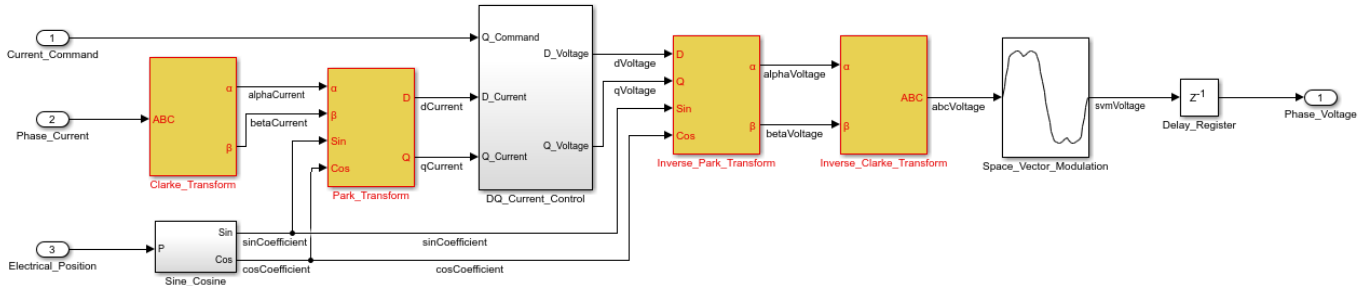 1
Current_Command
2
Phase_Current
3
Electrical_Position
ABC
α
β
Clarke_Transform
alphaCurrent
betaCurrent
α
β
Sin
Cos
D
Q
Park_Transform
P
Sin
Cos
Sine_Cosine
sinCoefficient
cosCoefficient
sinCoefficient
cosCoefficient
dCurrent
qCurrent
Q_Command
D_Current
Q_Current
D_Voltage
Q_Voltage
DQ_Current_Control
dVoltage
qVoltage
D
Q
Sin
Cos
α
β
Inverse_Park_Transform
alphaVoltage
betaVoltage
α
β
ABC
Inverse_Clarke_Transform
abcVoltage
Space_Vector_Modulation
svmVoltage
Z-1
Delay_Register
1
Phase_Voltage